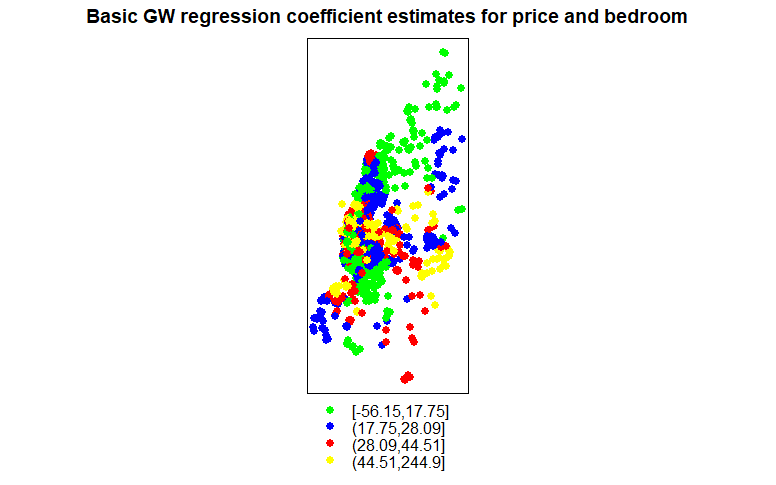 Basic GW regression coefficient estimates for price and bedroom
[-56.15,17.75]
(17.75,28.09]
(28.09,44.51]
(44.51,244.9]